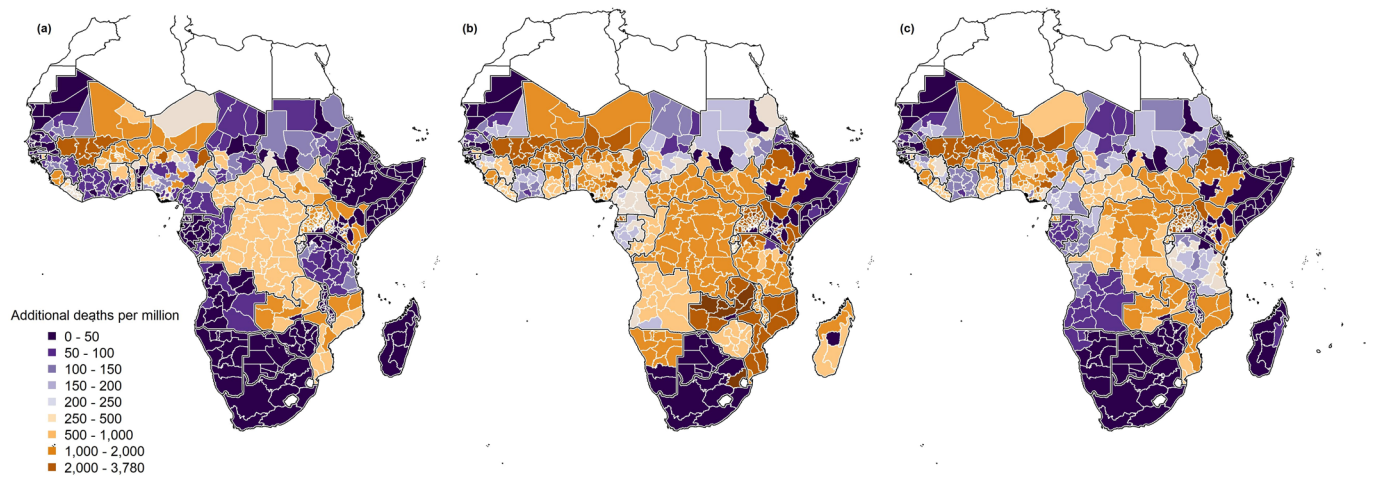 (a)
(b)
(c)
Additional deaths per million
0 - 50
50 - 100
100 - 150
150 - 200
200 - 250
250 - 500
500 - 1,000
1,000 - 2,000
2,000 - 3,780